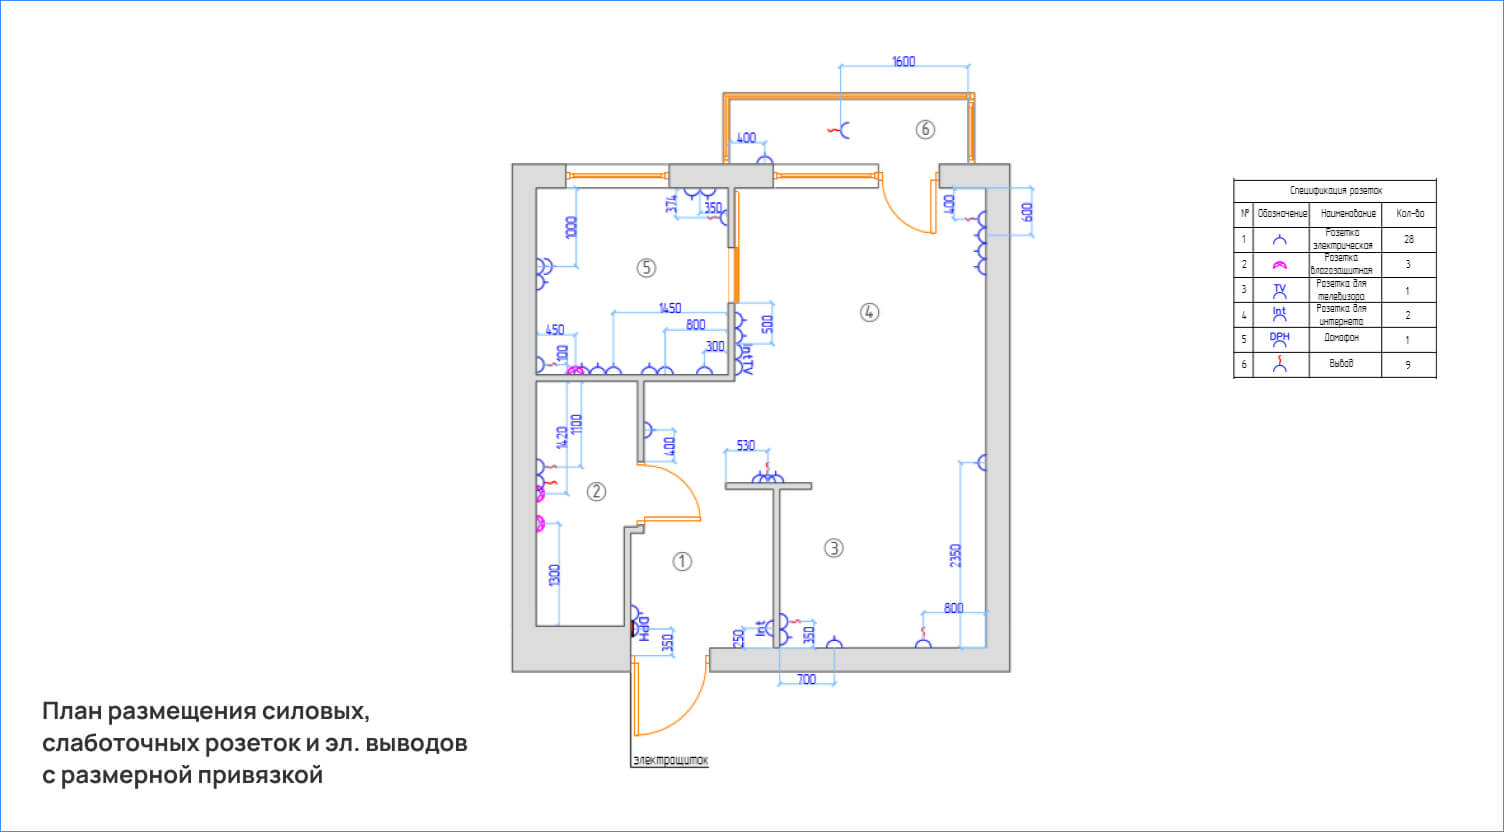 1600
6
400
Спецификация розеток
№ Обозначение Наименование Кол-во
1 Розетка электрическая 28
2 Розетка влагозащитная 3
3 TV Розетка для телевизора 1
4 Int Розетка для интернета 2
5 DPH Домофон 1
6 Вывод 9
374
350
400
600
1000
5
4
1450
800
500
450
100
300
Int TV
1420
1100
400
530
2
1
3
2350
1300
800
DPH
350
250
Int
350
700
План размещения силовых,
слаботочных розеток и эл. выводов
с размерной привязкой
электрощиток